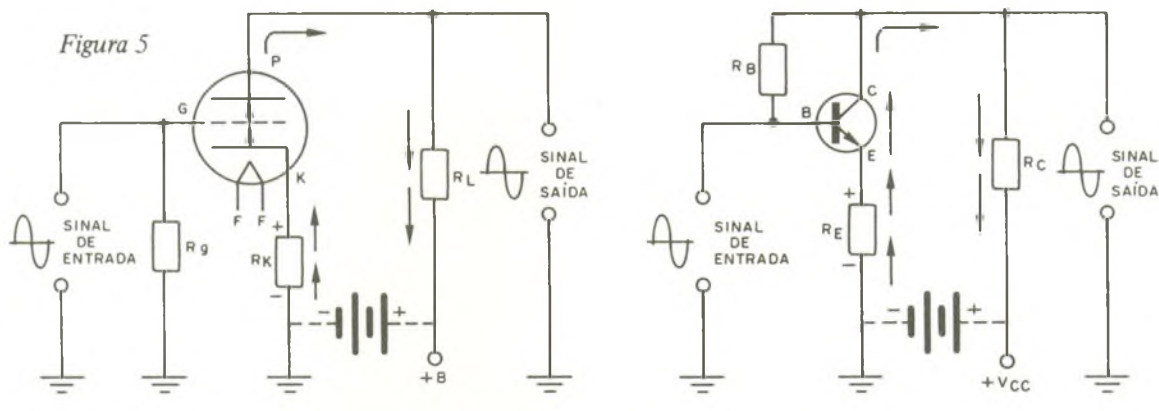 Figura 5
P
G
K
F F
+
RK
-
Rg
RL
SINAL
DE
ENTRADA
SINAL
DE
SAÍDA
- +
+B
RB
B
C
E
+
RE
-
RC
SINAL
DE
ENTRADA
SINAL
DE
SAÍDA
- +
+VCC